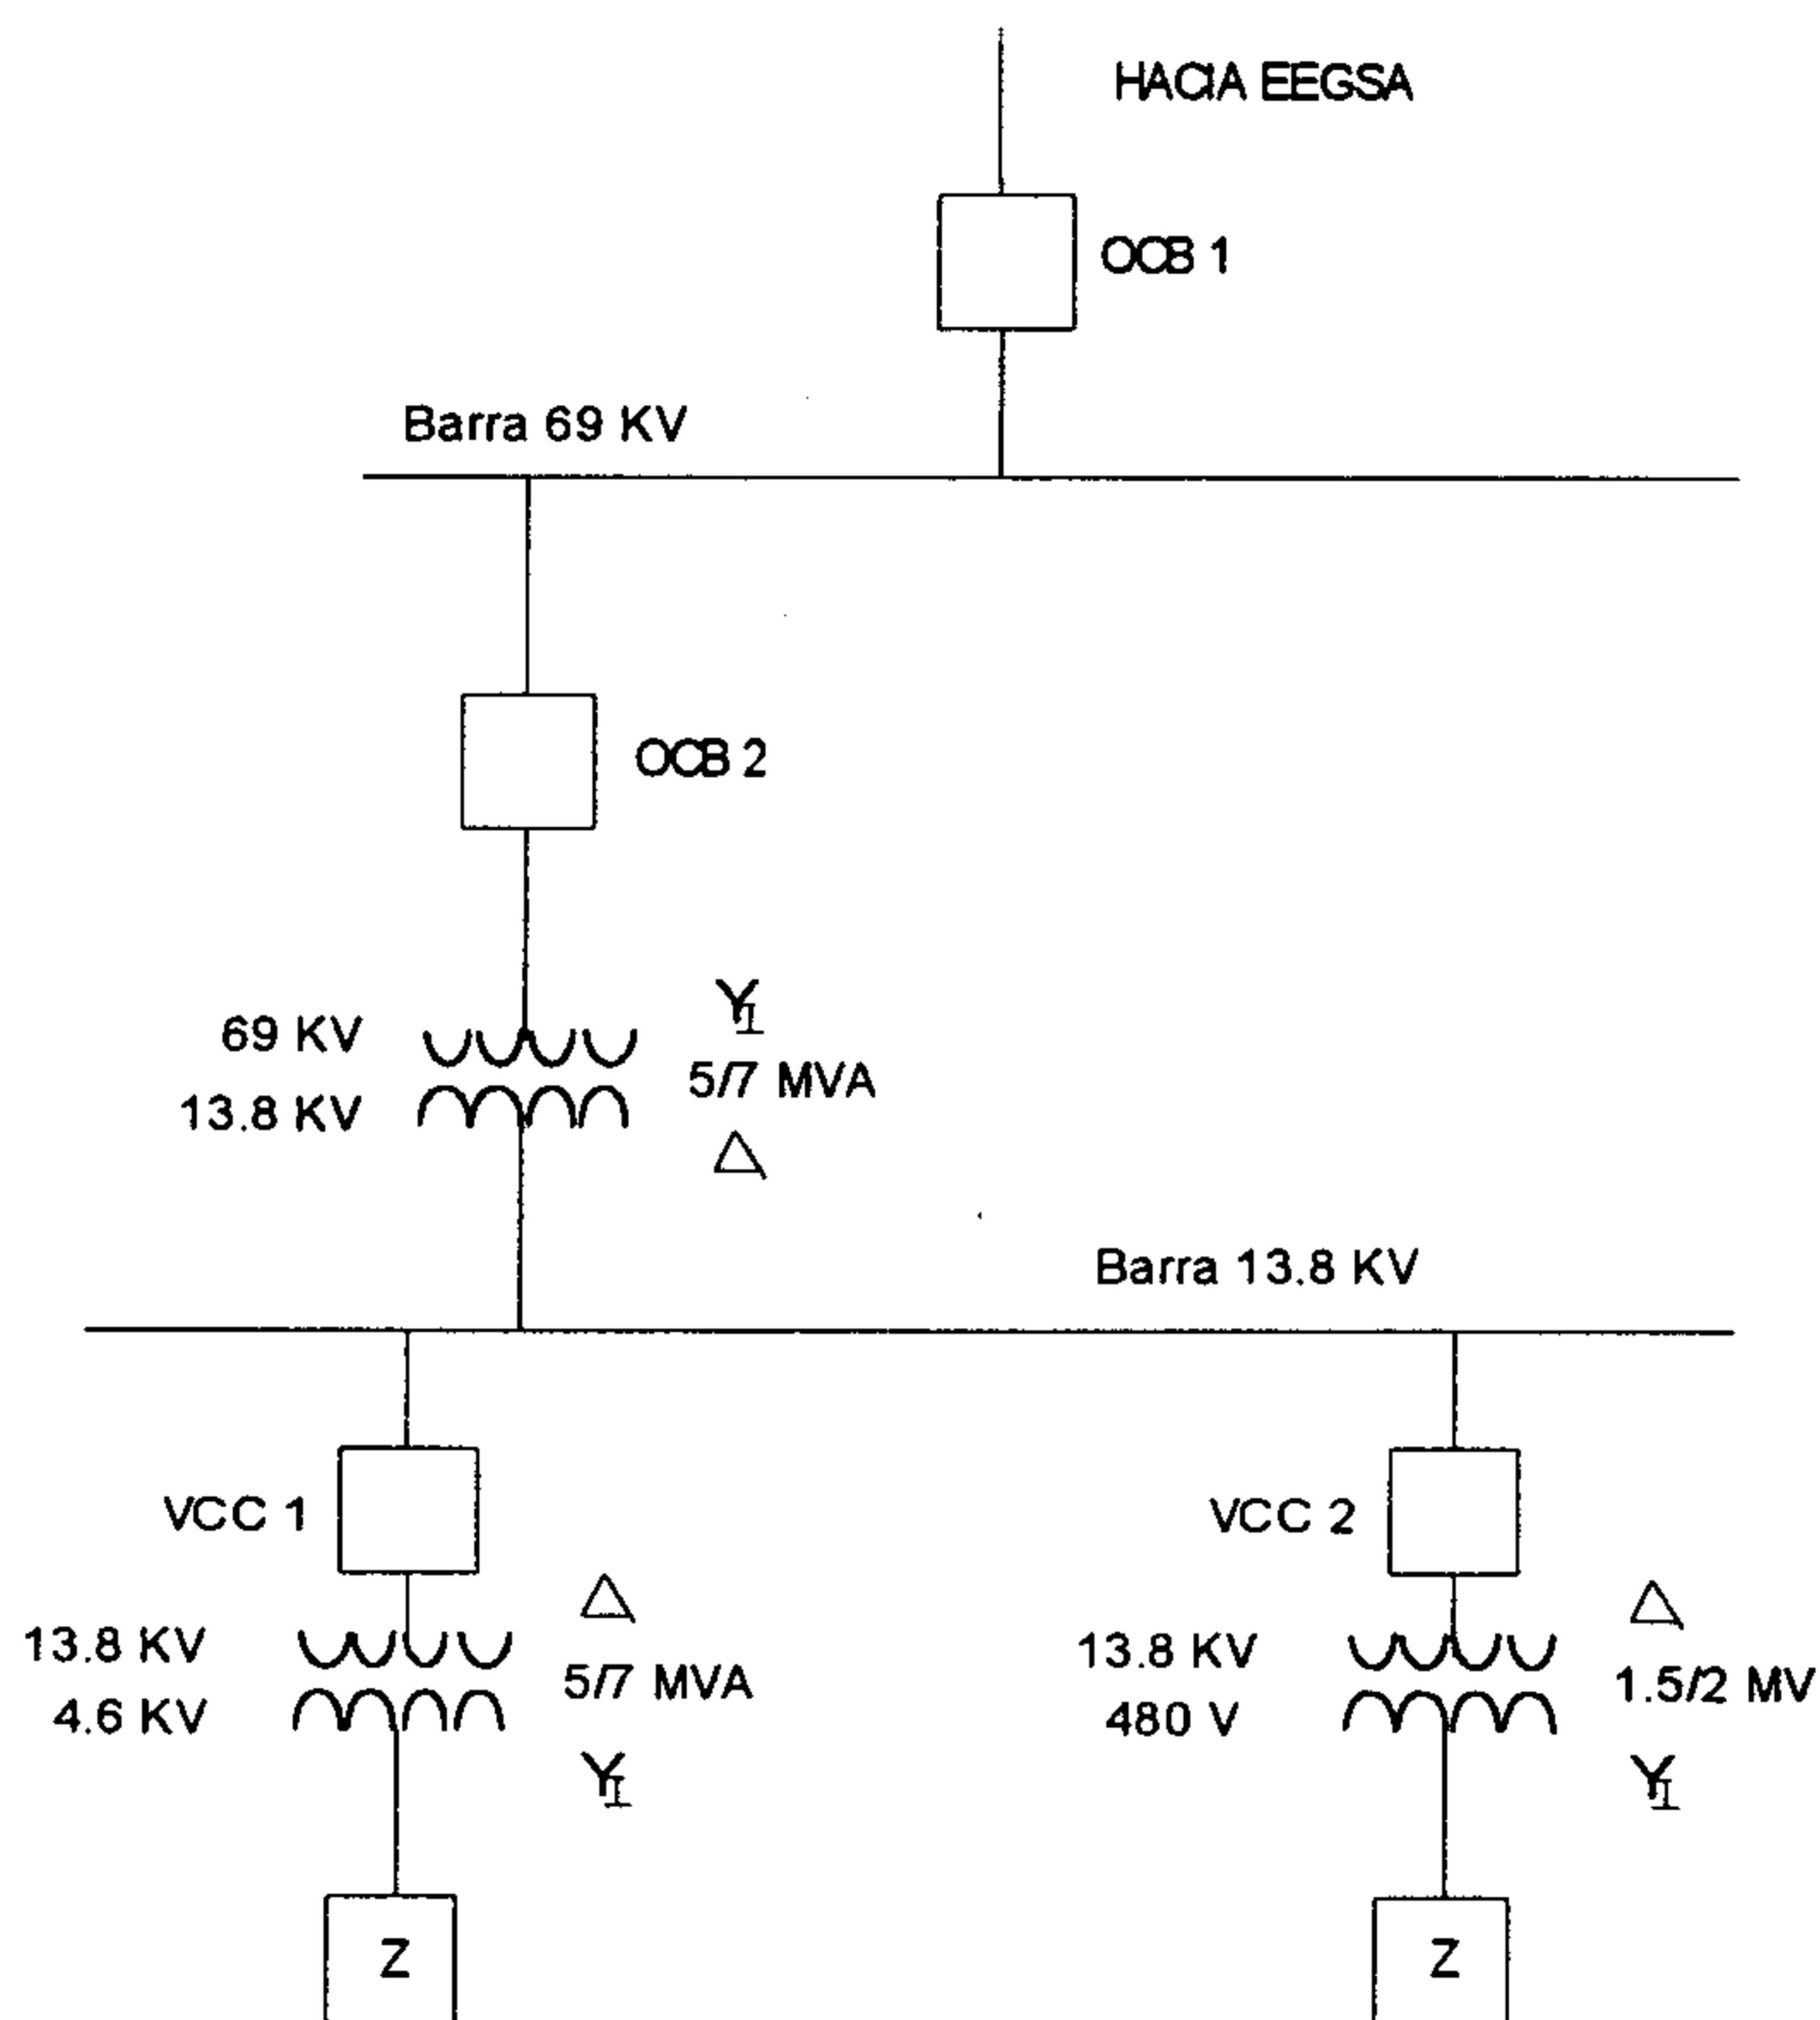 HACIA EEGSA
OCB 1
Barra 69 KV
OCB 2
Y
69 KV
5/7 MVA
13.8 KV
Barra 13.8 KV
VCC 1
VCC 2
13.8 KV
5/7 MVA
4.6 KV
Y
13.8 KV
1.5/2 MV
480 V
Y
Z
Z